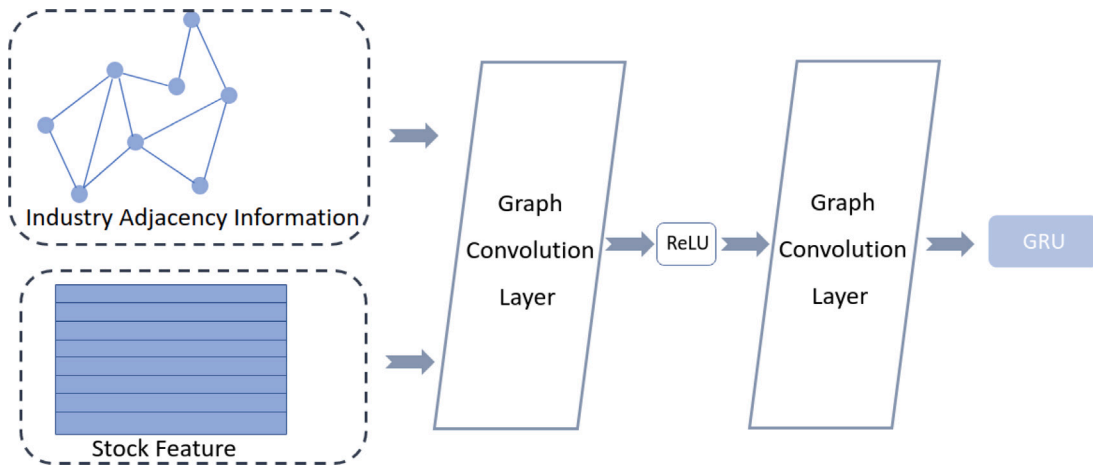 Industry Adjacency Information
Stock Feature
Graph
Convolution
Layer
ReLU
Graph
Convolution
Layer
GRU